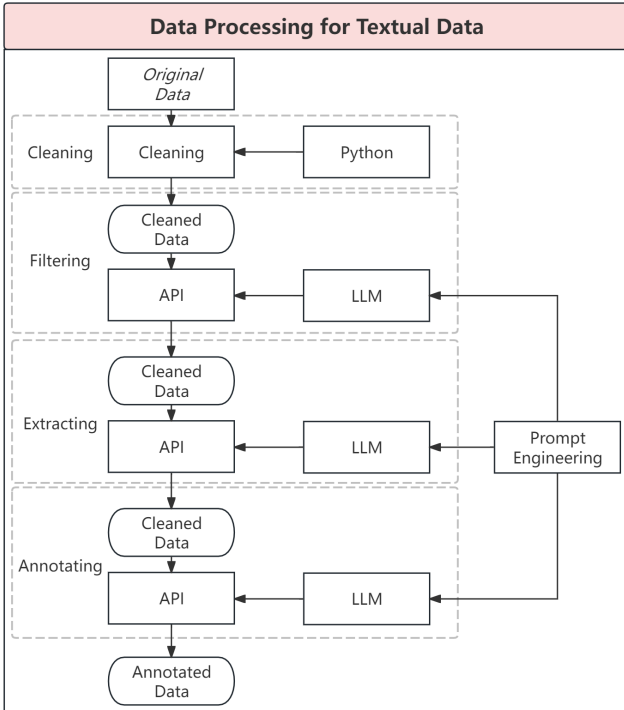 Data Processing for Textual Data
Original
Data
Cleaning
Cleaning
Python
Cleaned
Data
Filtering
API
LLM
Cleaned
Data
Extracting
API
LLM
Prompt
Engineering
Cleaned
Data
Annotating
API
LLM
Annotated
Data